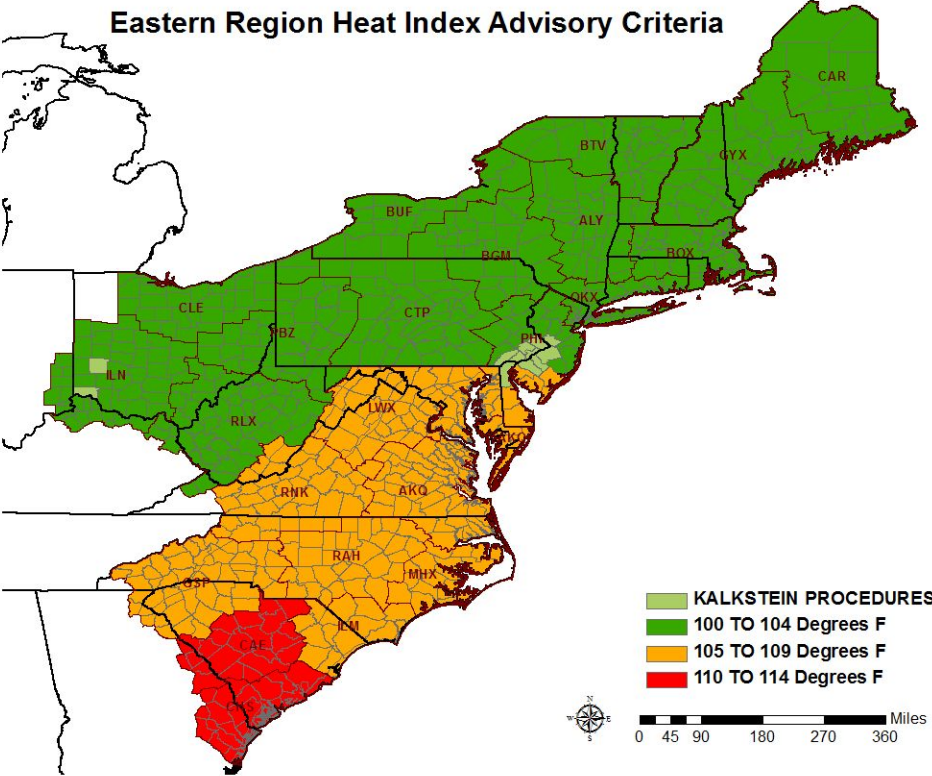 Eastern Region Heat Index Advisory Criteria
CAR
BTV
GYX
BUF
ALY
BGM
BOX
OKX
CLE
CTP
PBZ
PHI
ILN
LWX
RLX
AKQ
RNK
AKQ
RAH
MHX
GSP
ILM
CAE
CHS
KALKSTEIN PROCEDURES
100 TO 104 Degrees F
105 TO 109 Degrees F
110 TO 114 Degrees F
N
W E
S
Miles
0 45 90 180 270 360